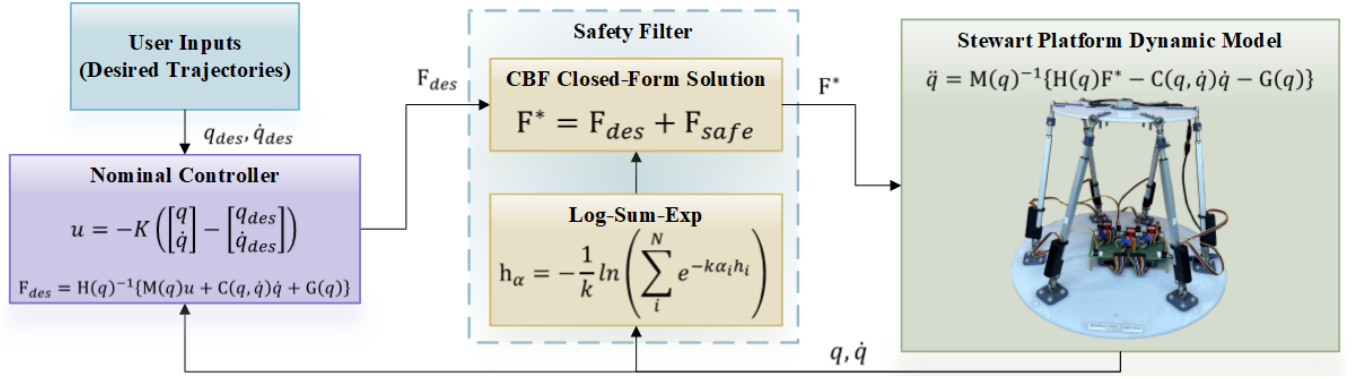 User Inputs
(Desired Trajectories)
q_des, q̇_des
Nominal Controller
u = −K([q q̇] − [q_des q̇_des])
F_des = H(q)⁻¹{M(q)u + C(q, q̇)q̇ + G(q)}
F_des
Safety Filter
CBF Closed-Form Solution
F* = F_des + F_safe
Log-Sum-Exp
h_α = −1/k ln(∑_i^N e^{−kα_i h_i})
F*
Stewart Platform Dynamic Model
q̈ = M(q)⁻¹{H(q)F* − C(q, q̇)q̇ − G(q)}
q, q̇